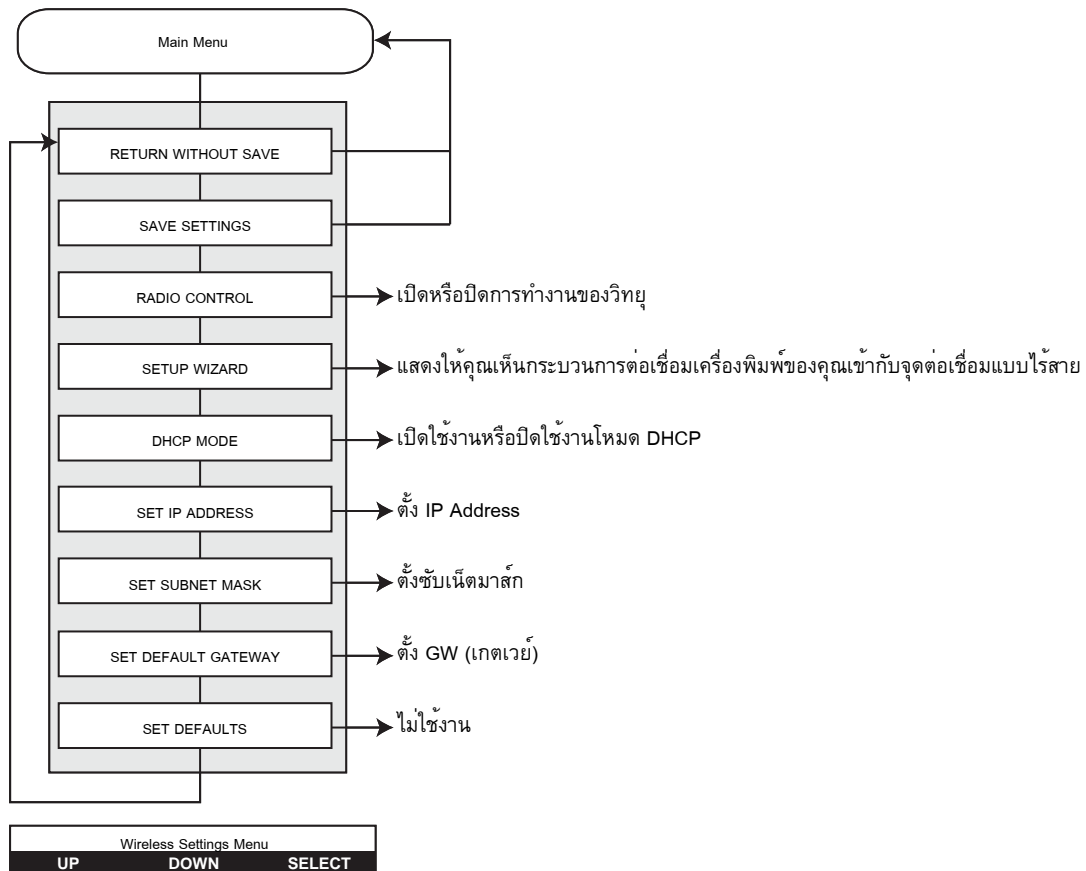 Main Menu
RETURN WITHOUT SAVE
SAVE SETTINGS
RADIO CONTROL
เปิดหรือปิดการทำงานของวิทยุ
SETUP WIZARD
แสดงให้คุณเห็นกระบวนการต่อเชื่อมเครื่องพิมพ์ของคุณเข้ากับจุดต่อเชื่อมแบบไร้สาย
DHCP MODE
เปิดใช้งานหรือปิดใช้งานโหมด DHCP
SET IP ADDRESS
ตั้ง IP Address
SET SUBNET MASK
ตั้งซับเน็ตมาส์ก
SET DEFAULT GATEWAY
ตั้ง GW (เกตเวย์)
SET DEFAULTS
ไม่ใช้งาน
Wireless Settings Menu
UP DOWN SELECT